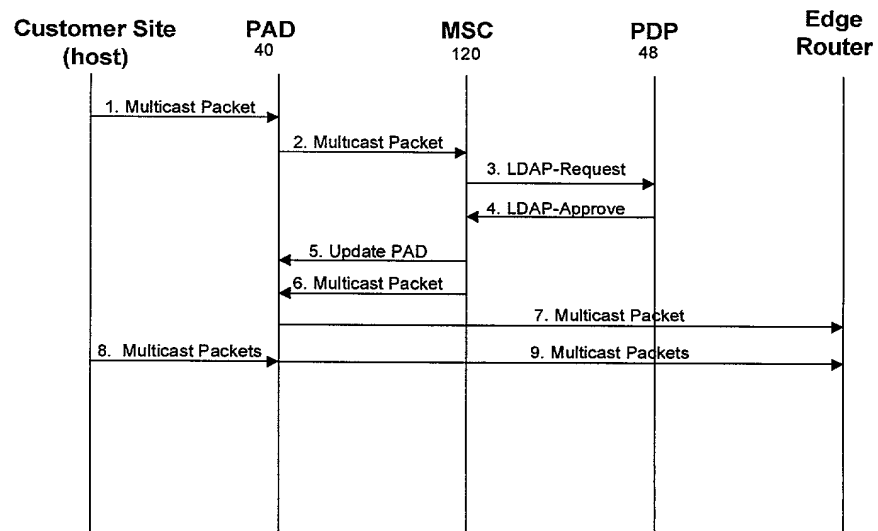 Customer Site
(host)
PAD
40
MSC
120
PDP
48
Edge
Router
1. Multicast Packet
2. Multicast Packet
3. LDAP-Request
4. LDAP-Approve
5. Update PAD
6. Multicast Packet
7. Multicast Packet
8. Multicast Packets
9. Multicast Packets